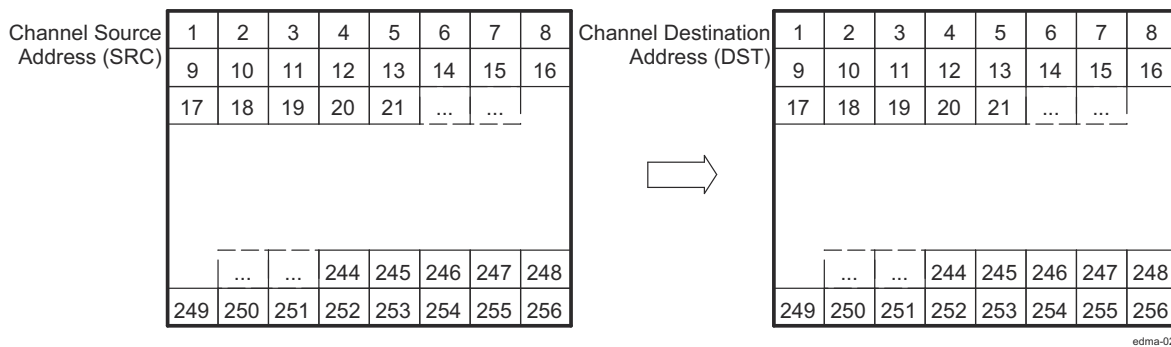 Channel Source
Address (SRC)
1 2 3 4 5 6 7 8
9 10 11 12 13 14 15 16
17 18 19 20 21 ... ...
... ... 244 245 246 247 248
249 250 251 252 253 254 255 256
Channel Destination
Address (DST)
1 2 3 4 5 6 7 8
9 10 11 12 13 14 15 16
17 18 19 20 21 ... ...
... ... 244 245 246 247 248
249 250 251 252 253 254 255 256
edma-02